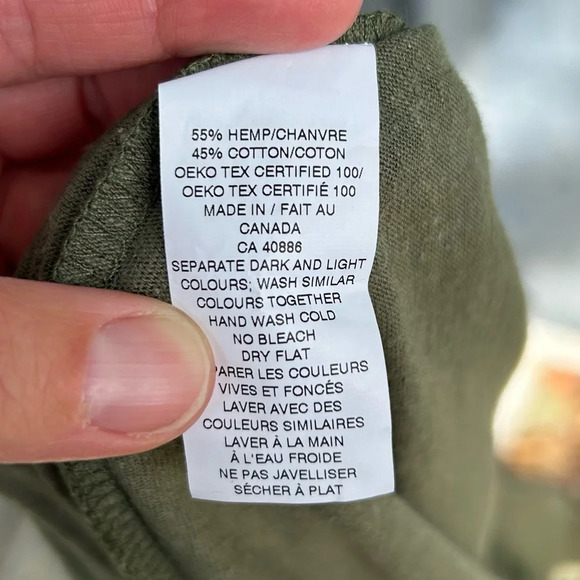 55% HEMP/CHANVRE
45% COTTON/COTON
OEKO TEX CERTIFIED 100/
OEKO TEX CERTIFIÉ 100
MADE IN / FAIT AU
CANADA
CA 40886
SEPARATE DARK AND LIGHT
COLOURS; WASH SIMILAR
COLOURS TOGETHER
HAND WASH COLD
NO BLEACH
DRY FLAT
LES COULEURS
VIVES ET FONCÉS
LAVER AVEC DES
COULEURS SIMILAIRES
LAVER À LA MAIN
À L'EAU FROIDE
NE PAS JAVELLISER
SÉCHER À PLAT